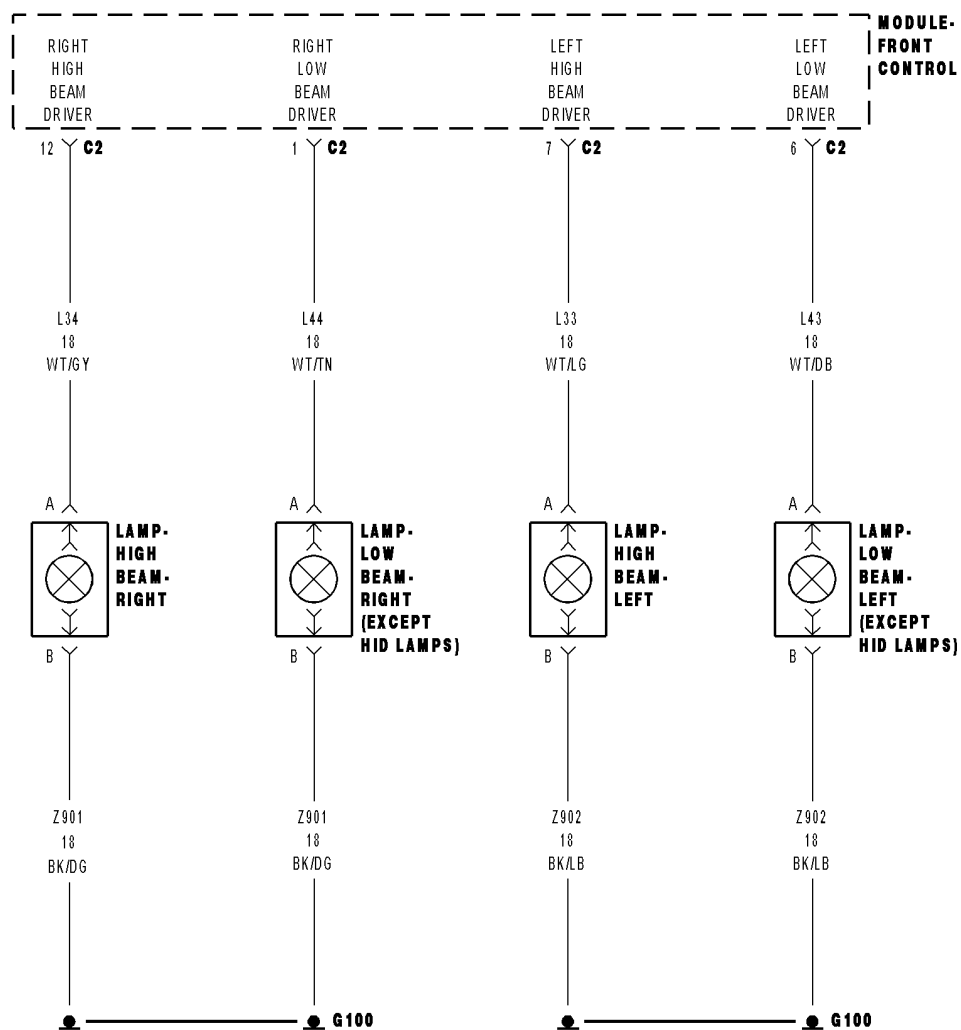 MODULE-
FRONT
CONTROL
RIGHT
HIGH
BEAM
DRIVER
RIGHT
LOW
BEAM
DRIVER
LEFT
HIGH
BEAM
DRIVER
LEFT
LOW
BEAM
DRIVER
12 C2
1 C2
7 C2
6 C2
L34
18
WT/GY
L44
18
WT/TN
L33
18
WT/LG
L43
18
WT/DB
A
LAMP-
HIGH
BEAM-
RIGHT
B
A
LAMP-
LOW
BEAM-
RIGHT
(EXCEPT
HID LAMPS)
B
A
LAMP-
HIGH
BEAM-
LEFT
B
A
LAMP-
LOW
BEAM-
LEFT
(EXCEPT
HID LAMPS)
B
Z901
18
BK/DG
Z901
18
BK/DG
Z902
18
BK/LB
Z902
18
BK/LB
G100
G100